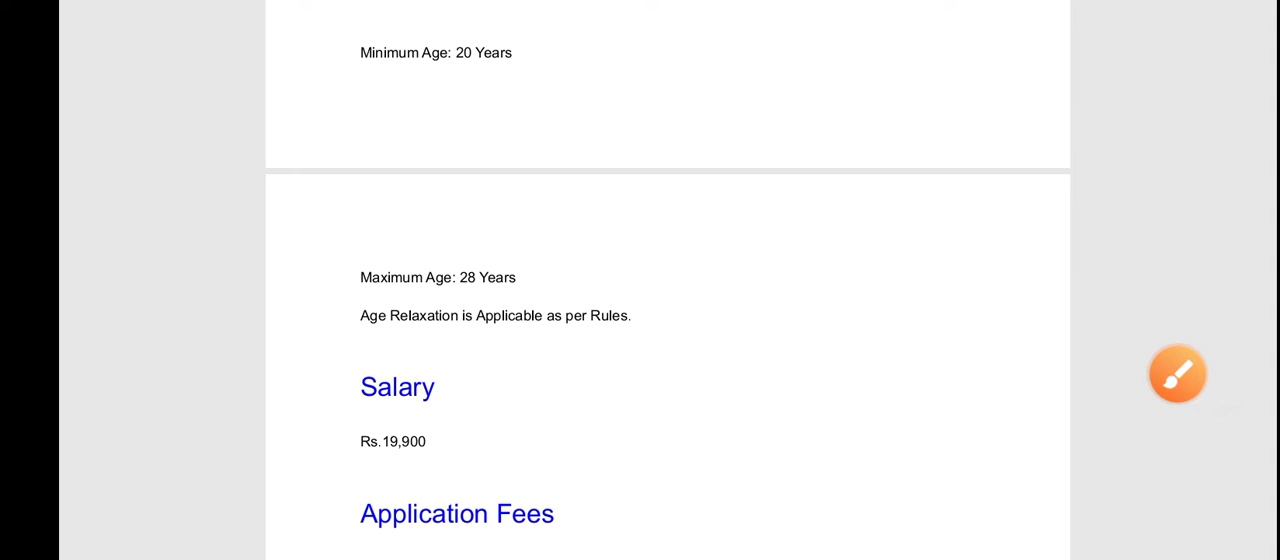 Minimum Age: 20 Years
Maximum Age: 28 Years
Age Relaxation is Applicable as per Rules.
Salary
Rs.19,900
Application Fees